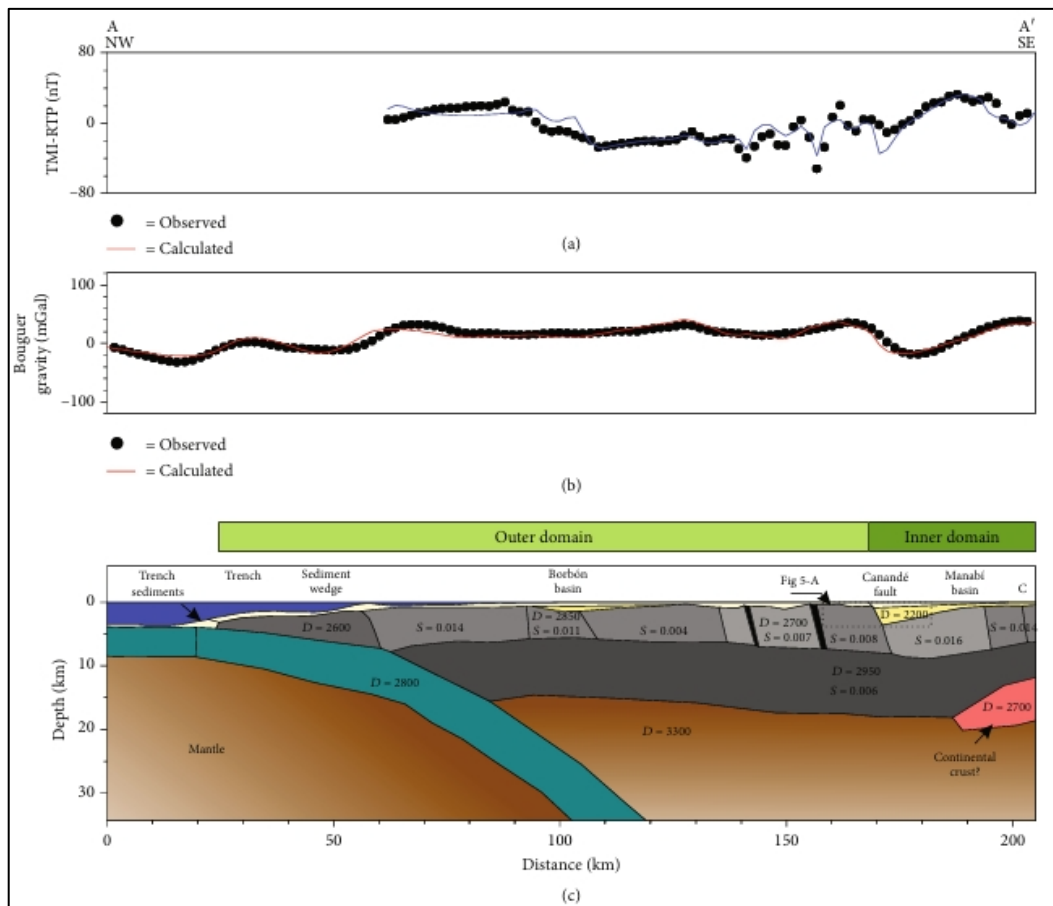 A
NW
A′
SE
80
0
−80
TMI-RTP (nT)
= Observed
= Calculated
(a)
100
0
−100
Bouguer
gravity (mGal)
= Observed
= Calculated
(b)
Outer domain
Inner domain
Trench
sediments
Trench
Sediment
wedge
Borbón
basin
Fig 5-A
Canandé
fault
Manabí
basin
C
0
10
20
30
Depth (km)
D = 2600
S = 0.014
D = 2850
S = 0.011
S = 0.004
D = 2700
S = 0.007
S = 0.008
D = 2200
S = 0.016
S = 0.014
D = 2800
D = 2950
S = 0.006
D = 2700
Mantle
D = 3300
Continental
crust?
0
50
100
150
200
Distance (km)
(c)